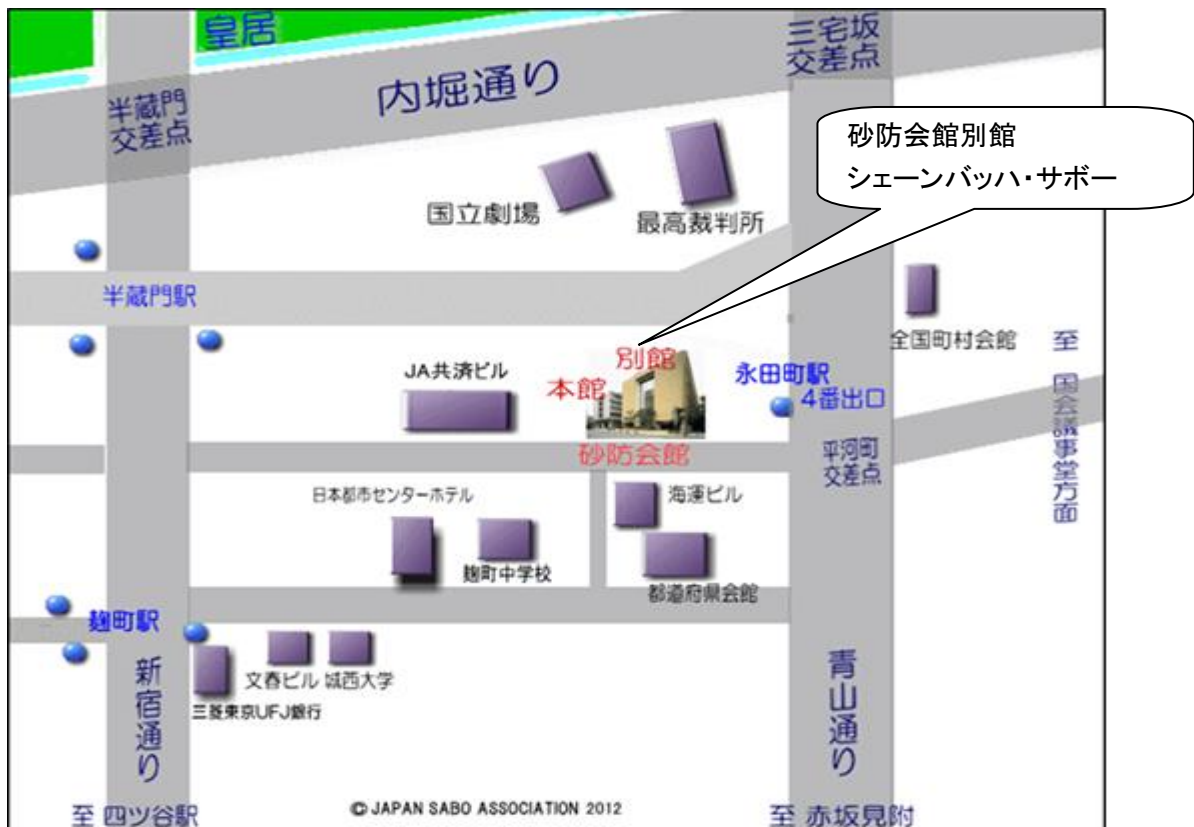 皇居
三宅坂
交差点
内堀通り
半蔵門
交差点
砂防会館別館
シェーンバッハ・サボー
国立劇場
最高裁判所
半蔵門駅
全国町村会館
至 国会議事堂方面
別館
本館
JA共済ビル
永田町駅
4番出口
砂防会館
平河町
交差点
日本都市センターホテル
海運ビル
麹町中学校
都道府県会館
麹町駅
文春ビル
城西大学
三菱東京UFJ銀行
新宿通り
青山通り
至 四ツ谷駅
© JAPAN SABO ASSOCIATION 2012
至 赤坂見附